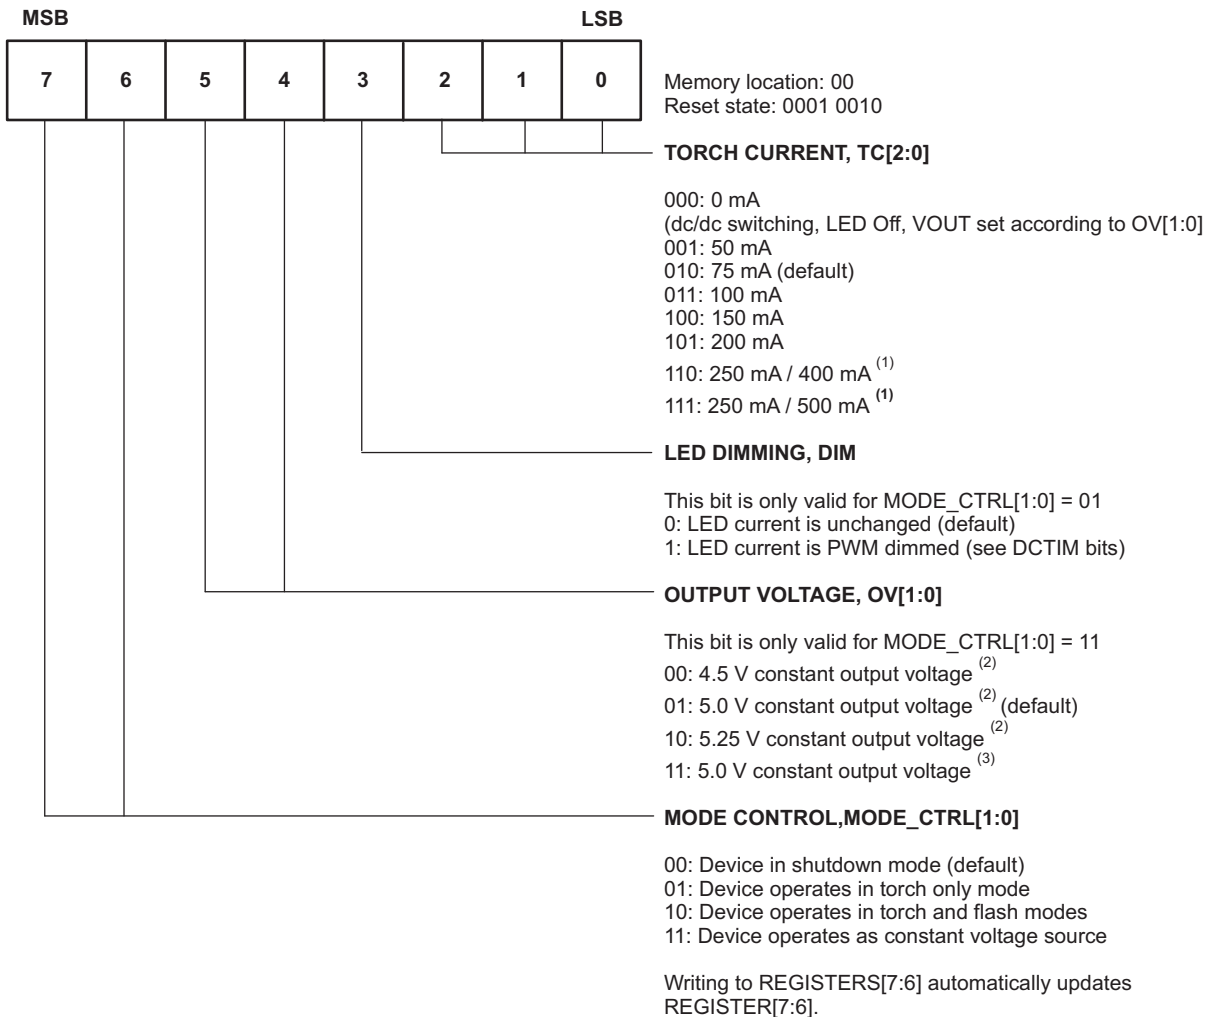 MSB LSB
7 6 5 4 3 2 1 0
Memory location: 00
Reset state: 0001 0010
TORCH CURRENT, TC[2:0]
000: 0 mA
(dc/dc switching, LED Off, VOUT set according to OV[1:0]
001: 50 mA
010: 75 mA (default)
011: 100 mA
100: 150 mA
101: 200 mA
110: 250 mA / 400 mA (1)
111: 250 mA / 500 mA (1)
LED DIMMING, DIM
This bit is only valid for MODE_CTRL[1:0] = 01
0: LED current is unchanged (default)
1: LED current is PWM dimmed (see DCTIM bits)
OUTPUT VOLTAGE, OV[1:0]
This bit is only valid for MODE_CTRL[1:0] = 11
00: 4.5 V constant output voltage (2)
01: 5.0 V constant output voltage (2) (default)
10: 5.25 V constant output voltage (2)
11: 5.0 V constant output voltage (3)
MODE CONTROL,MODE_CTRL[1:0]
00: Device in shutdown mode (default)
01: Device operates in torch only mode
10: Device operates in torch and flash modes
11: Device operates as constant voltage source
Writing to REGISTERS[7:6] automatically updates
REGISTER[7:6].